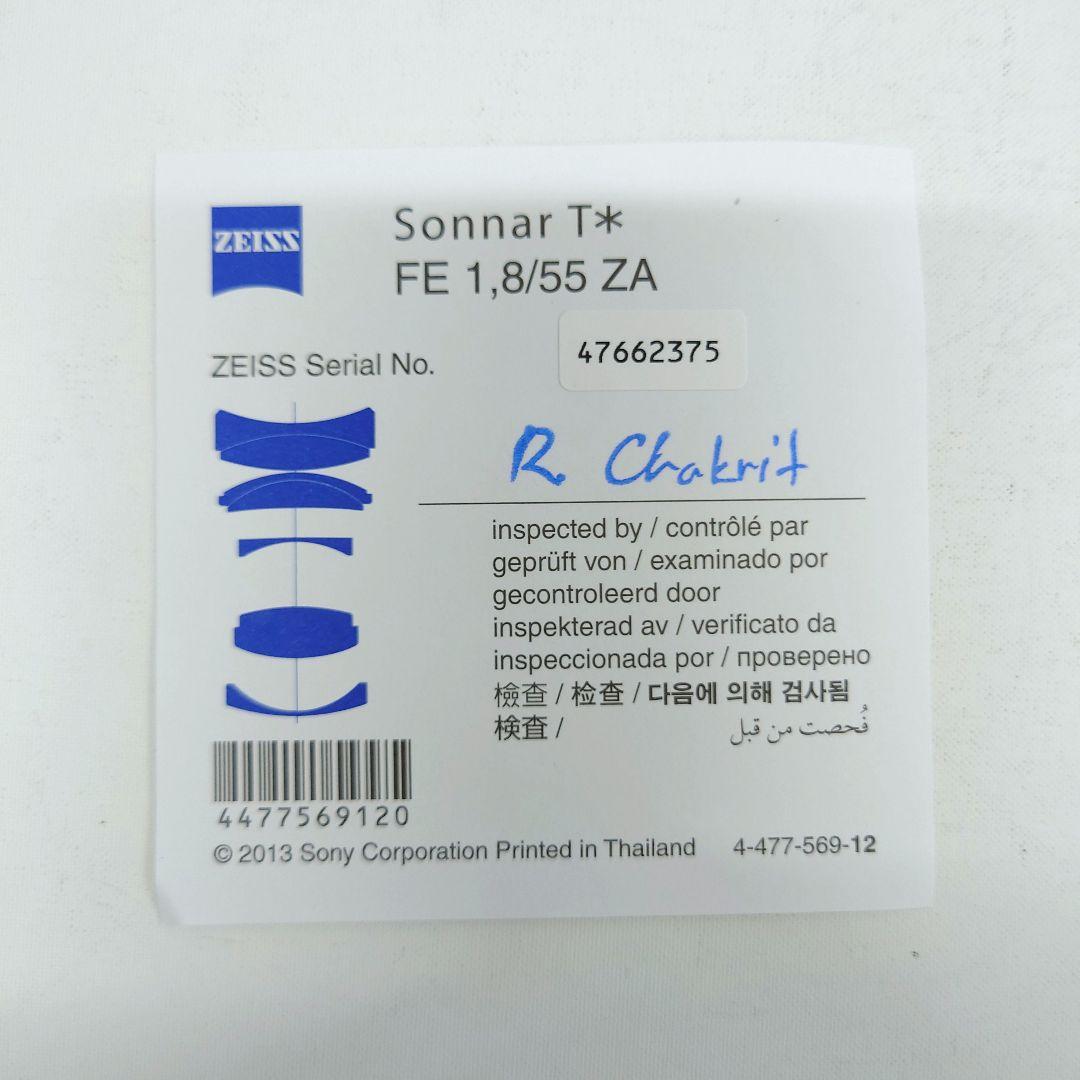 ZEISS
Sonnar T*
FE 1,8/55 ZA
ZEISS Serial No.
47662375
R. Chakrit
inspected by / contrôlé par
geprüft von / examinado por
gecontroleerd door
inspekterad av / verificato da
inspeccionada por / проверено
檢查 / 检查 / 다음에 의해 검사됨
検査 / فُحصت من قبل
4477569120
© 2013 Sony Corporation Printed in Thailand 4-477-569-12